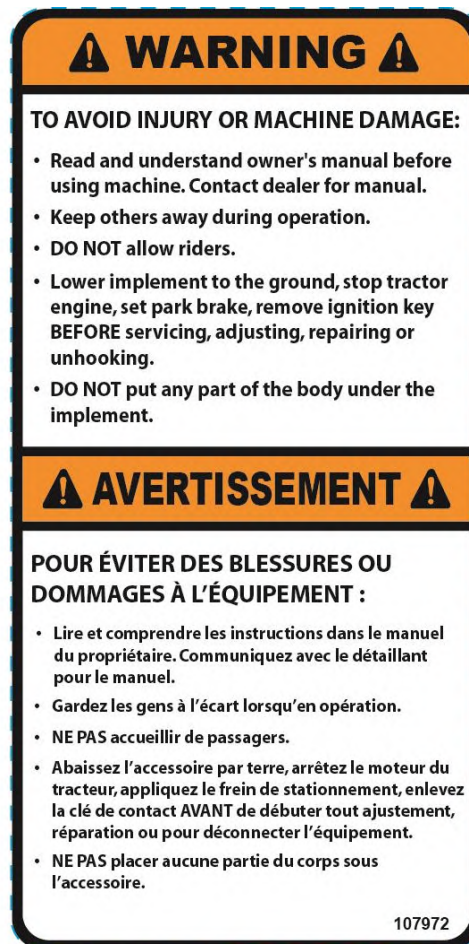 WARNING
TO AVOID INJURY OR MACHINE DAMAGE:
• Read and understand owner's manual before
using machine. Contact dealer for manual.
• Keep others away during operation.
• DO NOT allow riders.
• Lower implement to the ground, stop tractor
engine, set park brake, remove ignition key
BEFORE servicing, adjusting, repairing or
unhooking.
• DO NOT put any part of the body under the
implement.
AVERTISSEMENT
POUR ÉVITER DES BLESSURES OU
DOMMAGES À L'ÉQUIPEMENT :
• Lire et comprendre les instructions dans le manuel
du propriétaire. Communiquez avec le détaillant
pour le manuel.
• Gardez les gens à l'écart lorsqu'en opération.
• NE PAS accueillir de passagers.
• Abaissez l'accessoire par terre, arrêtez le moteur du
tracteur, appliquez le frein de stationnement, enlevez
la clé de contact AVANT de débuter tout ajustement,
réparation ou pour déconnecter l'équipement.
• NE PAS placer aucune partie du corps sous
l'accessoire.
107972